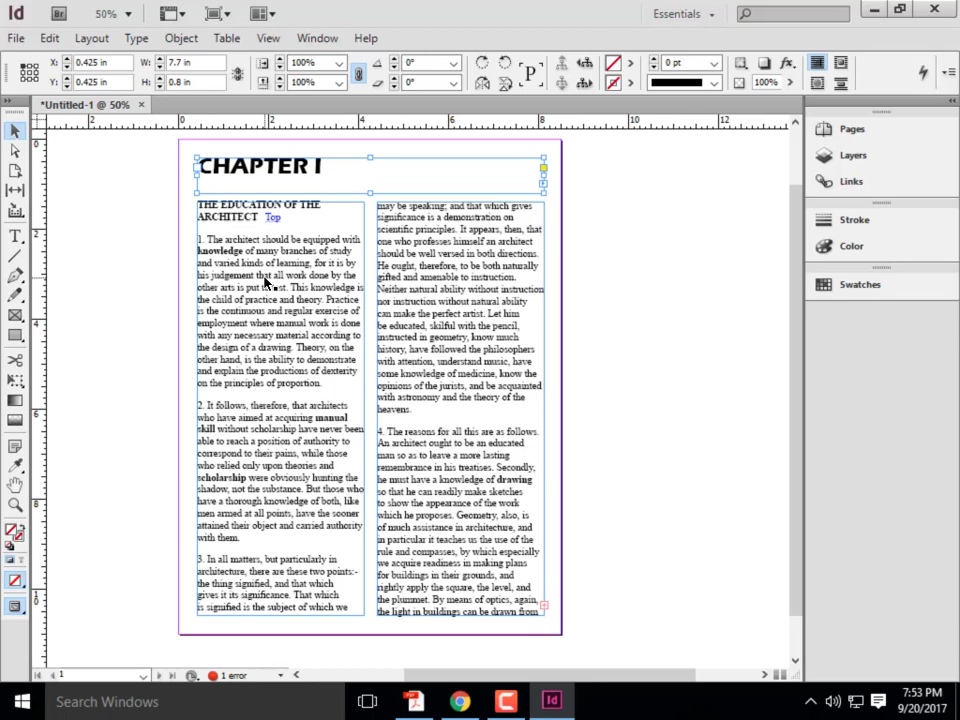 Id Br 50% Essentials
File Edit Layout Type Object Table View Window Help
X: 0.425 in W: 7.7 in 100% 0° P 0 pt fx.
Y: 0.425 in H: 0.8 in 100% 0° 100%
*Untitled-1 @ 50% ×
2 0 2 4 6 8 10 12
0
2
4
6
8
10
CHAPTER I
THE EDUCATION OF THE
ARCHITECT Top
1. The architect should be equipped with
knowledge of many branches of study
and varied kinds of learning, for it is by
his judgement that all work done by the
other arts is put to test. This knowledge is
the child of practice and theory. Practice
is the continuous and regular exercise of
employment where manual work is done
with any necessary material according to
the design of a drawing. Theory, on the
other hand, is the ability to demonstrate
and explain the productions of dexterity
on the principles of proportion.
2. It follows, therefore, that architects
who have aimed at acquiring manual
skill without scholarship have never been
able to reach a position of authority to
correspond to their pains, while those
who relied only upon theories and
scholarship were obviously hunting the
shadow, not the substance. But those who
have a thorough knowledge of both, like
men armed at all points, have the sooner
attained their object and carried authority
with them.
3. In all matters, but particularly in
architecture, there are these two points:-
the thing signified, and that which
gives it its significance. That which
is signified is the subject of which we
may be speaking; and that which gives
significance is a demonstration on
scientific principles. It appears, then, that
one who professes himself an architect
should be well versed in both directions.
He ought, therefore, to be both naturally
gifted and amenable to instruction.
Neither natural ability without instruction
nor instruction without natural ability
can make the perfect artist. Let him
be educated, skilful with the pencil,
instructed in geometry, know much
history, have followed the philosophers
with attention, understand music, have
some knowledge of medicine, know the
opinions of the jurists, and be acquainted
with astronomy and the theory of the
heavens.
4. The reasons for all this are as follows.
An architect ought to be an educated
man so as to leave a more lasting
remembrance in his treatises. Secondly,
he must have a knowledge of drawing
so that he can readily make sketches
to show the appearance of the work
which he proposes. Geometry, also, is
of much assistance in architecture, and
in particular it teaches us the use of the
rule and compasses, by which especially
we acquire readiness in making plans
for buildings in their grounds, and
rightly apply the square, the level, and
the plummet. By means of optics, again,
the light in buildings can be drawn from
Pages
Layers
Links
Stroke
Color
Swatches
1 1 error
Search Windows Id 7:53 PM
9/20/2017